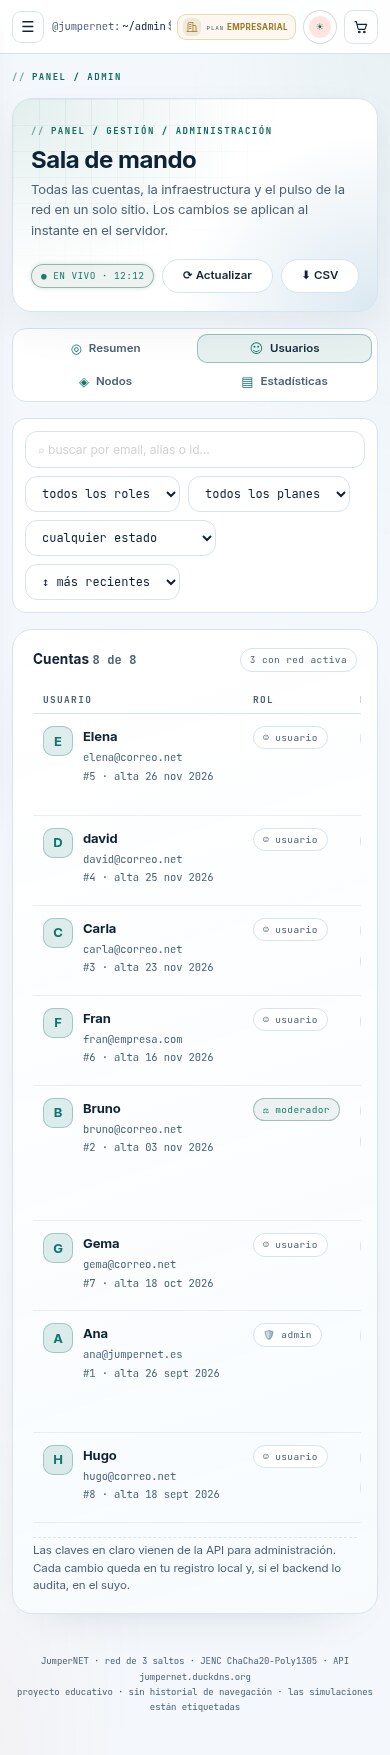 ☰ @jumpernet:~/admin$ PLAN EMPRESARIAL
// PANEL / ADMIN
// PANEL / GESTIÓN / ADMINISTRACIÓN
Sala de mando
Todas las cuentas, la infraestructura y el pulso de la
red en un solo sitio. Los cambios se aplican al
instante en el servidor.
● EN VIVO · 12:12 ⟳ Actualizar ⬇ CSV
◎ Resumen ☺ Usuarios
◈ Nodos ▤ Estadísticas
⌕ buscar por email, alias o id...
todos los roles todos los planes
cualquier estado
↕ más recientes
Cuentas 8 de 8 3 con red activa
USUARIO ROL
E Elena ☺ usuario
elena@correo.net
#5 · alta 26 nov 2026
D david ☺ usuario
david@correo.net
#4 · alta 25 nov 2026
C Carla ☺ usuario
carla@correo.net
#3 · alta 23 nov 2026
F Fran ☺ usuario
fran@empresa.com
#6 · alta 16 nov 2026
B Bruno ⚖ moderador
bruno@correo.net
#2 · alta 03 nov 2026
G Gema ☺ usuario
gema@correo.net
#7 · alta 18 oct 2026
A Ana 🛡 admin
ana@jumpernet.es
#1 · alta 26 sept 2026
H Hugo ☺ usuario
hugo@correo.net
#8 · alta 18 sept 2026
Las claves en claro vienen de la API para administración.
Cada cambio queda en tu registro local y, si el backend lo
audita, en el suyo.
JumperNET · red de 3 saltos · JENC ChaCha20-Poly1305 · API
jumpernet.duckdns.org
proyecto educativo · sin historial de navegación · las simulaciones
están etiquetadas